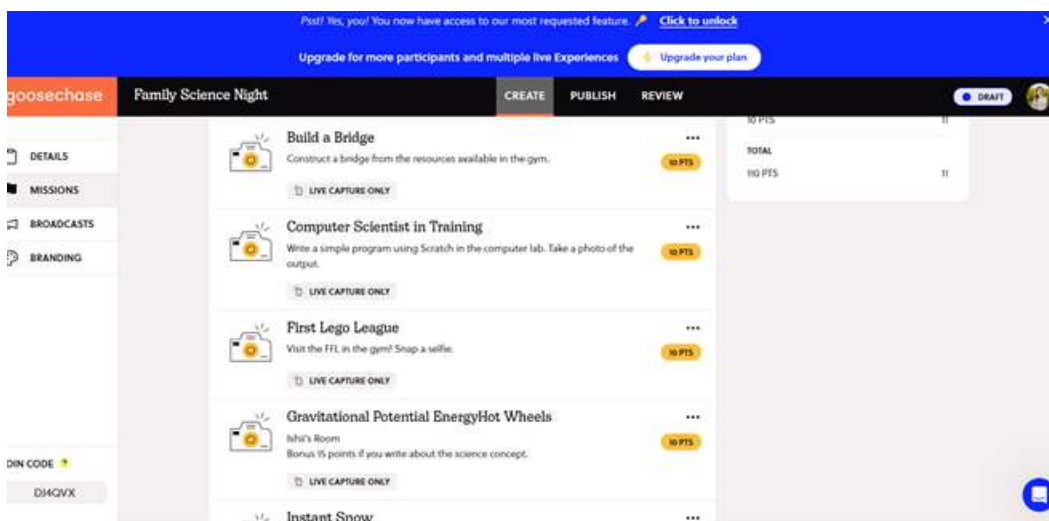 Psst! Yes, you! You now have access to our most requested feature. 🔑 Click to unlock
Upgrade for more participants and multiple live Experiences Upgrade your plan
goosechase Family Science Night CREATE PUBLISH REVIEW DRAFT
10 PTS 11
TOTAL
110 PTS 11
DETAILS
MISSIONS
BROADCASTS
BRANDING
OIN CODE
DJ4QVX
Build a Bridge
Construct a bridge from the resources available in the gym.
10 PTS
LIVE CAPTURE ONLY
Computer Scientist in Training
Write a simple program using Scratch in the computer lab. Take a photo of the
output.
10 PTS
LIVE CAPTURE ONLY
First Lego League
Visit the FFL in the gym! Snap a selfie.
10 PTS
LIVE CAPTURE ONLY
Gravitational Potential EnergyHot Wheels
Ishii's Room
Bonus 15 points if you write about the science concept.
10 PTS
LIVE CAPTURE ONLY
Instant Snow